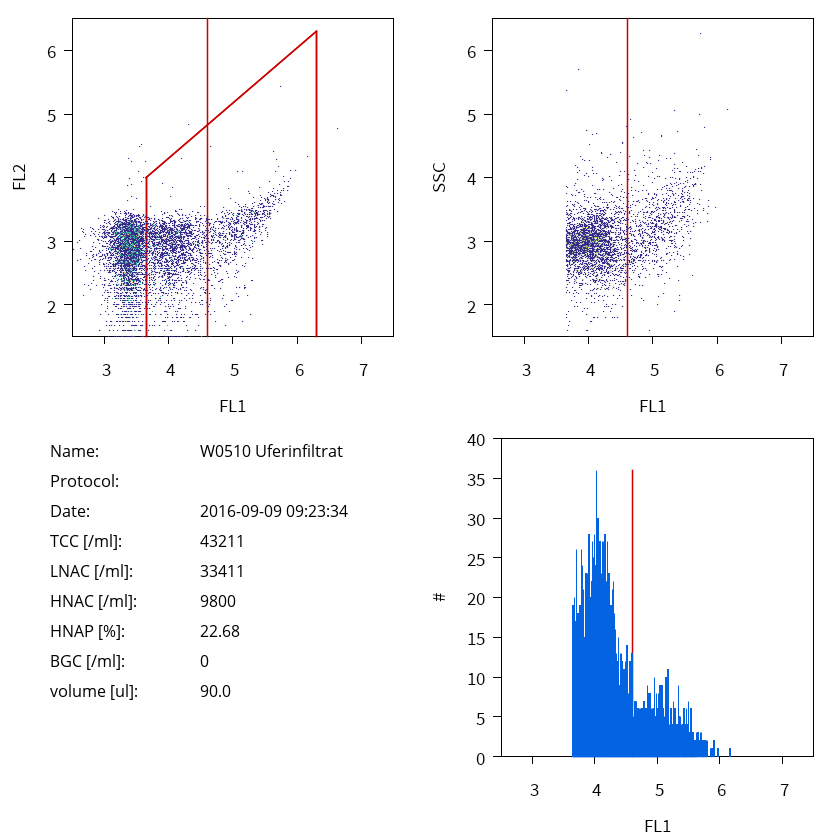 6
5
4
3
2
FL2
3 4 5 6 7
FL1
6
5
4
3
2
SSC
3 4 5 6 7
FL1
Name: W0510 Uferinfiltrat
Protocol:
Date: 2016-09-09 09:23:34
TCC [/ml]: 43211
LNAC [/ml]: 33411
HNAC [/ml]: 9800
HNAP [%]: 22.68
BGC [/ml]: 0
volume [ul]: 90.0
40
35
30
25
20
15
10
5
0
#
3 4 5 6 7
FL1